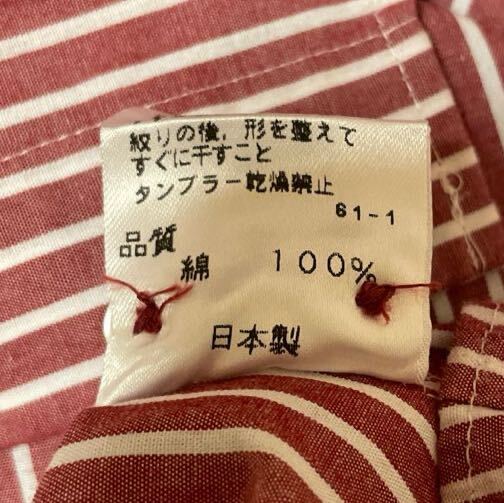 絞りの後、形を整えて
すぐに干すこと
タンブラー乾燥禁止
61-1
品質
綿 100%
日本製